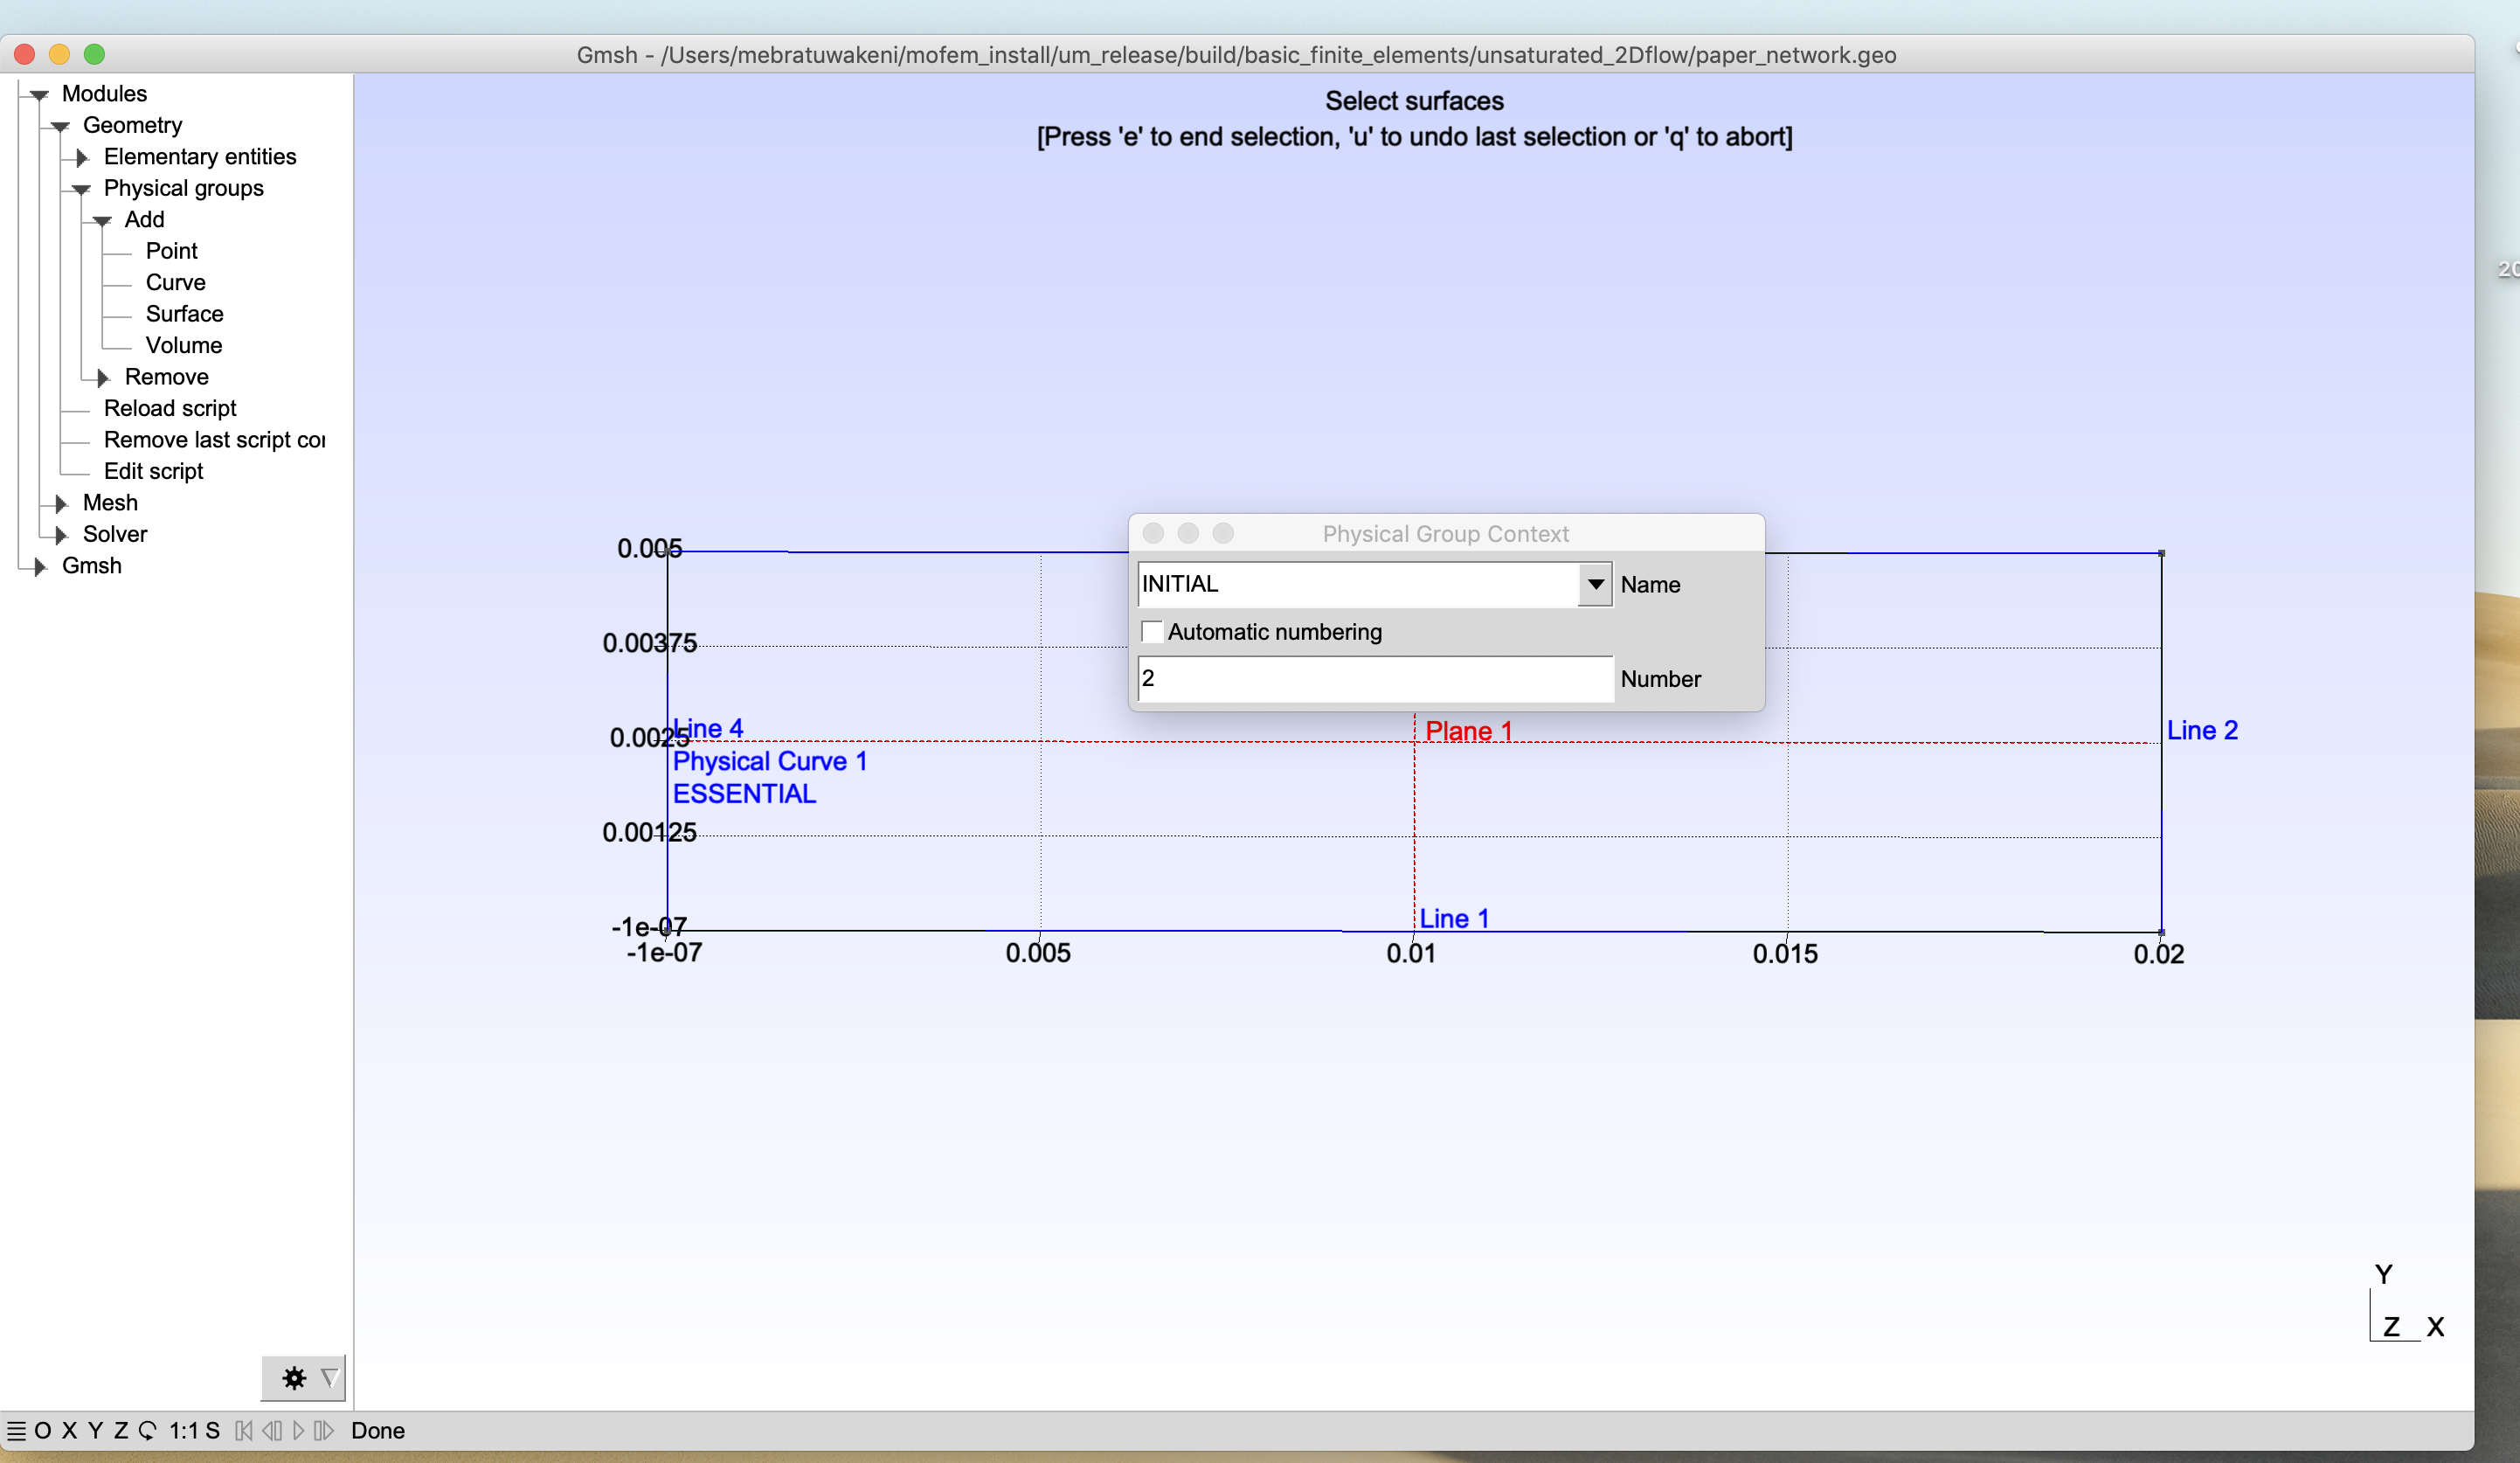 Gmsh - /Users/mebratuwakeni/mofem_install/um_release/build/basic_finite_elements/unsaturated_2Dflow/paper_network.geo
Modules
Geometry
Elementary entities
Physical groups
Add
Point
Curve
Surface
Volume
Remove
Reload script
Remove last script co
Edit script
Mesh
Solver
Gmsh
Select surfaces
[Press 'e' to end selection, 'u' to undo last selection or 'q' to abort]
Physical Group Context
INITIAL
Name
Automatic numbering
2
Number
0.005
0.00375
0.0025
0.00125
-1e-07
Line 4
Physical Curve 1
ESSENTIAL
Plane 1
Line 2
Line 1
-1e-07
0.005
0.01
0.015
0.02
Y
Z X
O X Y Z 1:1 S
Done
20